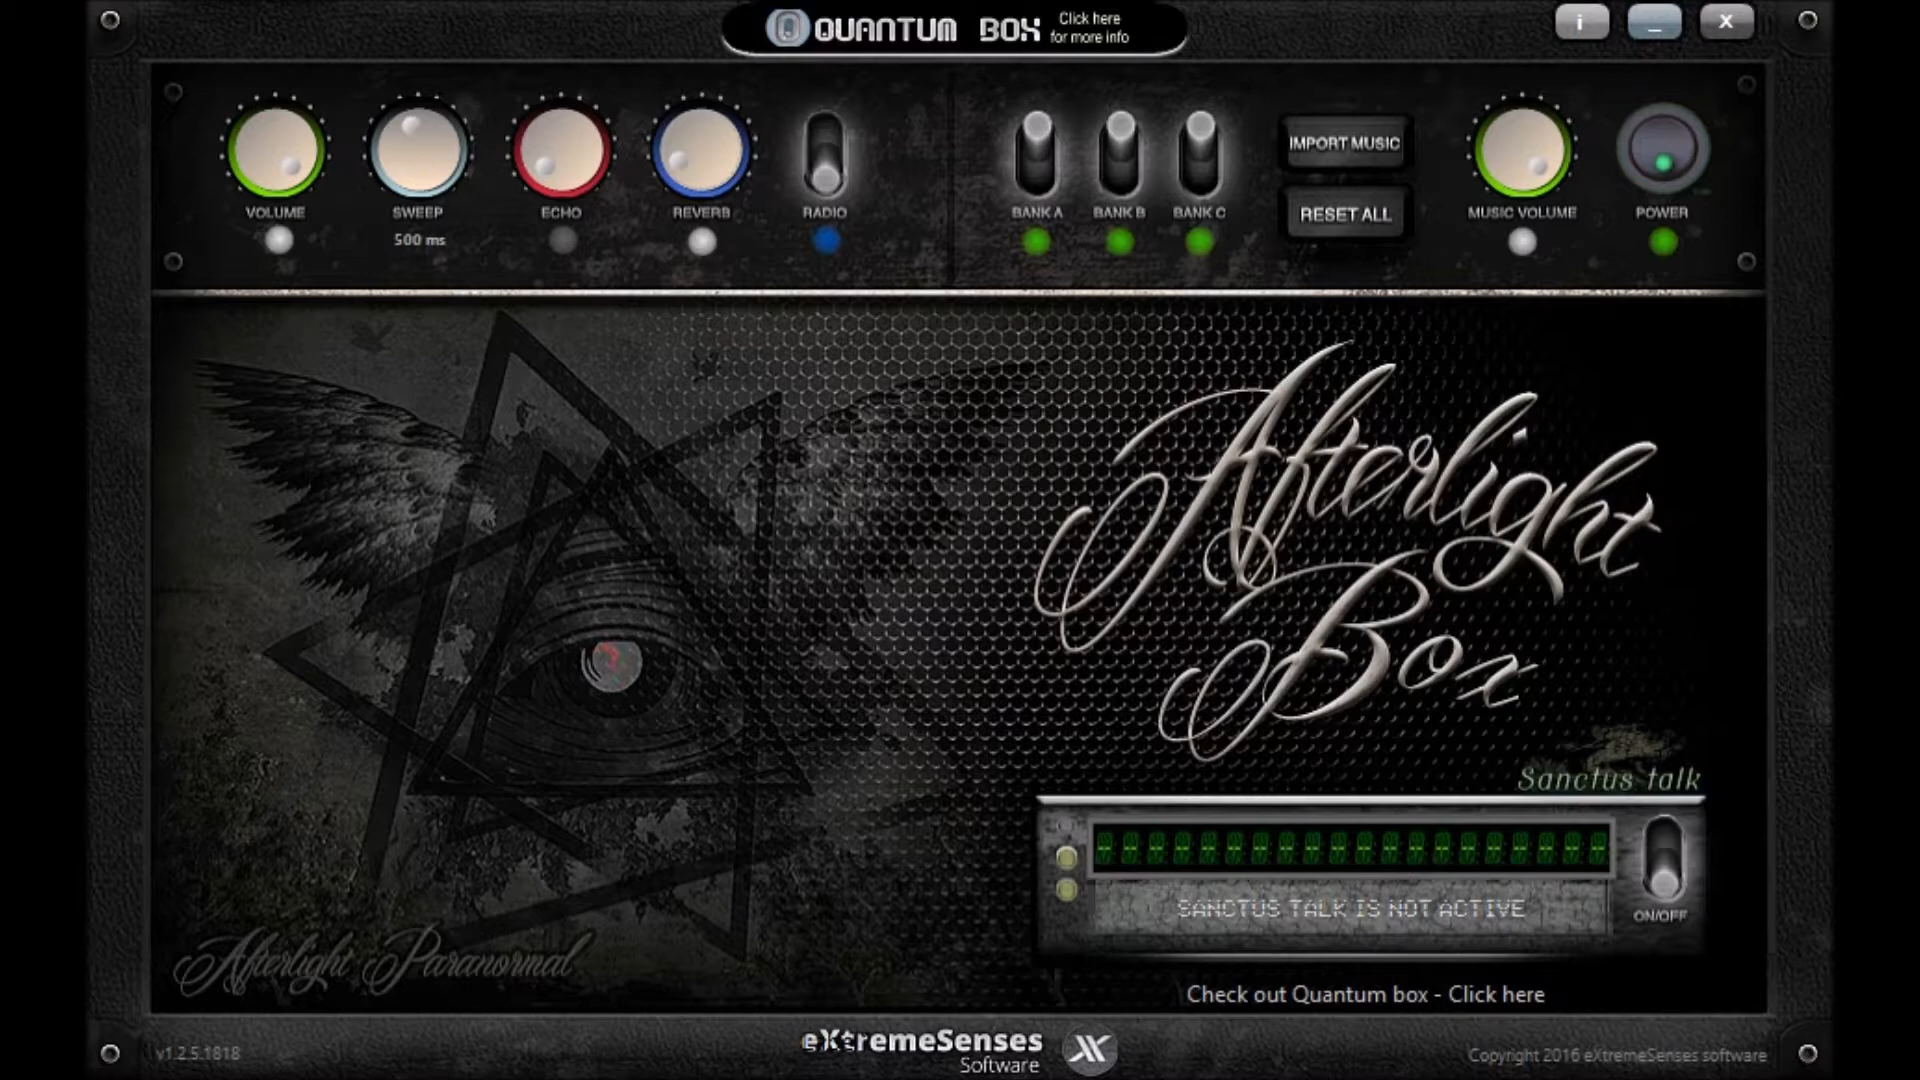 QUANTUM BOX Click here
for more info
i _ X
VOLUME SWEEP ECHO REVERB RADIO BANK A BANK B BANK C IMPORT MUSIC RESET ALL MUSIC VOLUME POWER
500 ms
Afterlight
Box
Sanctus talk
SANCTUS TALK IS NOT ACTIVE
ON/OFF
Afterlight Paranormal
Check out Quantum box - Click here
v1.2.5.1818
eXtremeSenses
Software
Copyright 2016 eXtremeSenses software